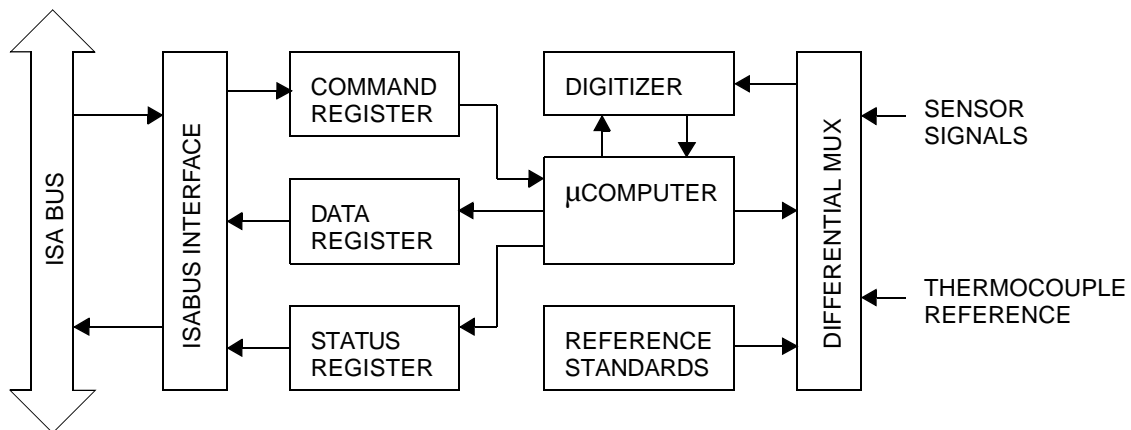 ISA BUS
ISABUS INTERFACE
COMMAND
REGISTER
DATA
REGISTER
STATUS
REGISTER
DIGITIZER
μCOMPUTER
REFERENCE
STANDARDS
DIFFERENTIAL MUX
SENSOR
SIGNALS
THERMOCOUPLE
REFERENCE